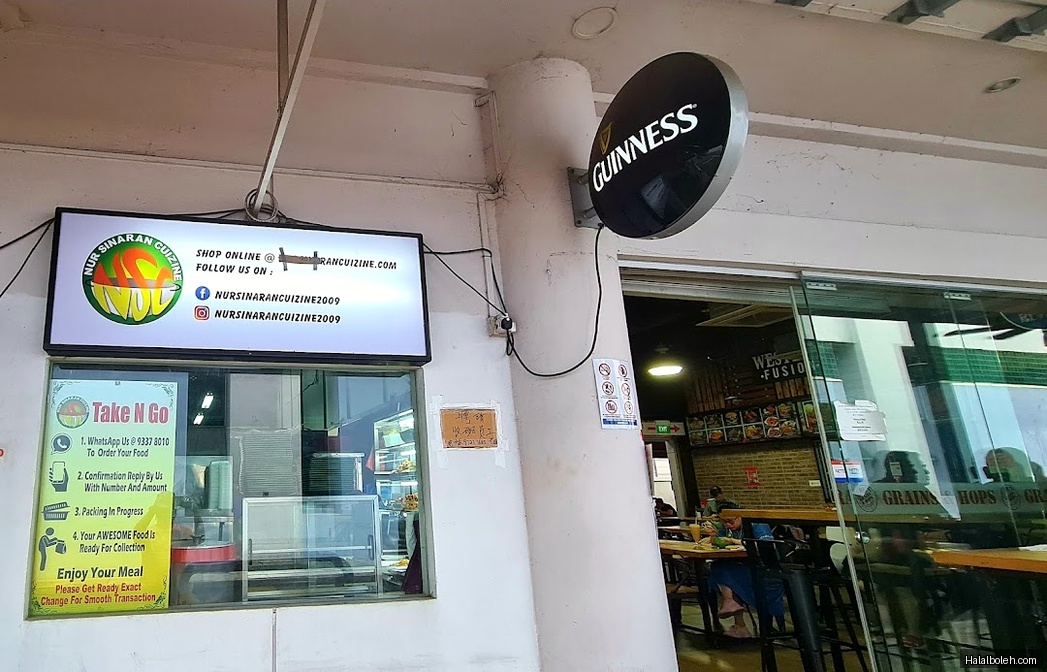 NUR SINARAN CUIZINE
NSC
SHOP ONLINE @ RANCUIZINE.COM
FOLLOW US ON :
NURSINARANCUIZINE2009
NURSINARANCUIZINE2009
GUINNESS
Take N Go
1. WhatsApp Us @ 9337 8010
To Order Your Food
2. Confirmation Reply By Us
With Number And Amount
3. Packing In Progress
4. Your AWESOME Food Is
Ready For Collection
Enjoy Your Meal
Please Get Ready Exact
Change For Smooth Transaction
FUSION
EXIT
GRAINS
HOPS
GRA
Halalboleh.com